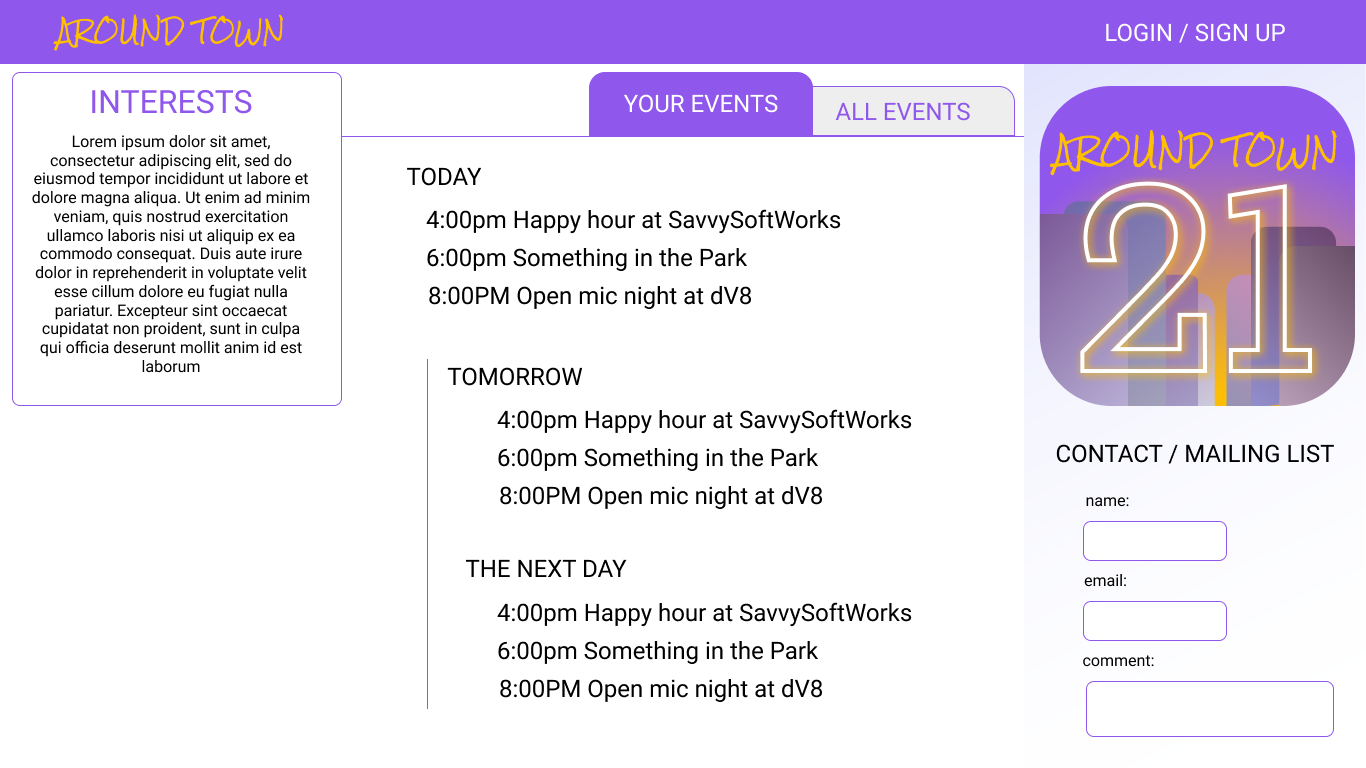 AROUND TOWN
LOGIN / SIGN UP
INTERESTS
Lorem ipsum dolor sit amet,
consectetur adipiscing elit, sed do
eiusmod tempor incididunt ut labore et
dolore magna aliqua. Ut enim ad minim
veniam, quis nostrud exercitation
ullamco laboris nisi ut aliquip ex ea
commodo consequat. Duis aute irure
dolor in reprehenderit in voluptate velit
esse cillum dolore eu fugiat nulla
pariatur. Excepteur sint occaecat
cupidatat non proident, sunt in culpa
qui officia deserunt mollit anim id est
laborum
YOUR EVENTS
ALL EVENTS
TODAY
4:00pm Happy hour at SavvySoftWorks
6:00pm Something in the Park
8:00PM Open mic night at dV8
TOMORROW
4:00pm Happy hour at SavvySoftWorks
6:00pm Something in the Park
8:00PM Open mic night at dV8
THE NEXT DAY
4:00pm Happy hour at SavvySoftWorks
6:00pm Something in the Park
8:00PM Open mic night at dV8
AROUND TOWN
21
CONTACT / MAILING LIST
name:
email:
comment: